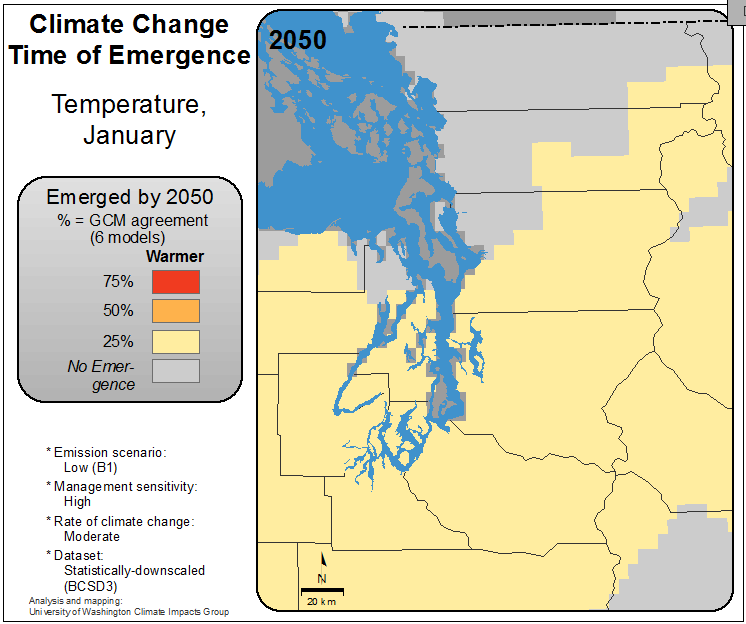 Climate Change
Time of Emergence
Temperature,
January
Emerged by 2050
% = GCM agreement
(6 models)
Warmer
75%
50%
25%
No Emer-
gence
* Emission scenario:
Low (B1)
* Management sensitivity:
High
* Rate of climate change:
Moderate
* Dataset:
Statistically-downscaled
(BCSD3)
Analysis and mapping:
University of Washington Climate Impacts Group
2050
N
20 km